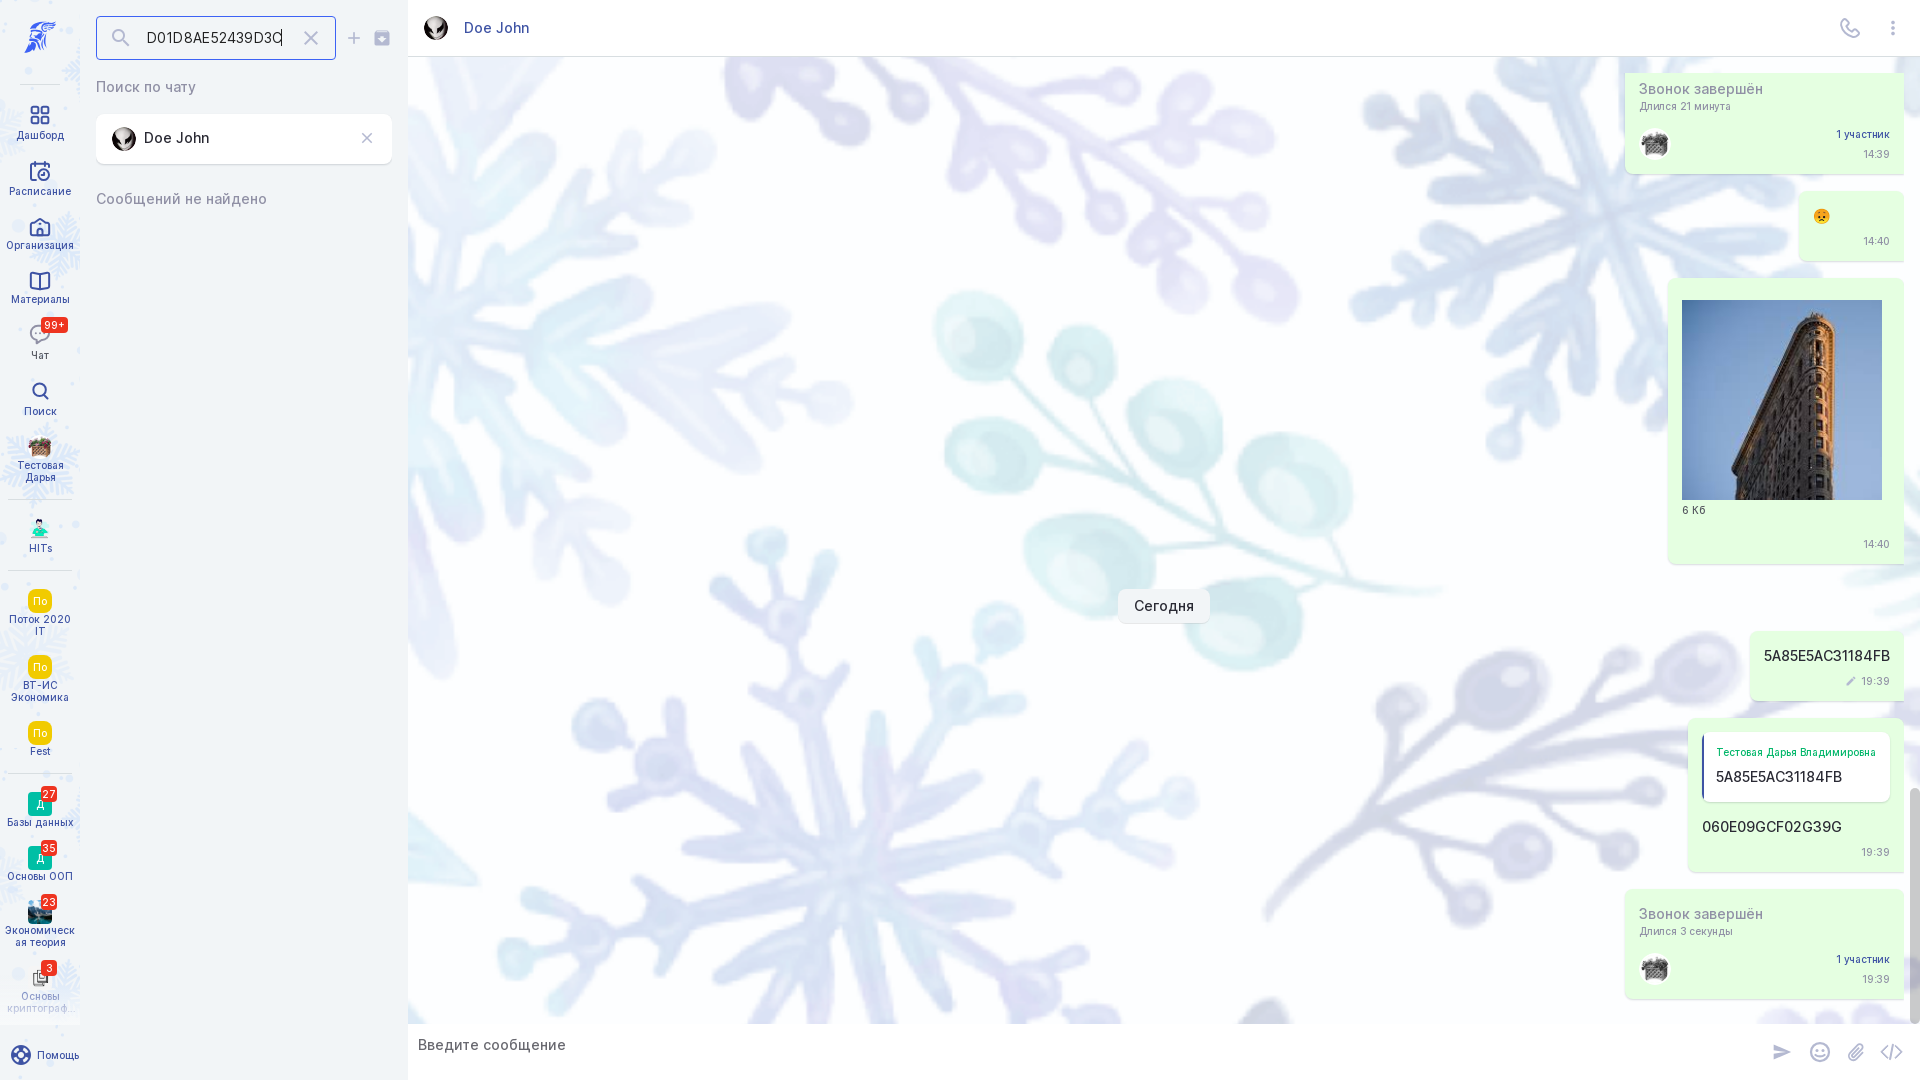 D01D8AE52439D3C
Поиск по чату
Doe John
Сообщений не найдено
Дашборд
Расписание
Организация
Материалы
99+
Чат
Поиск
Тестовая
Дарья
HITs
По
Поток 2020
IT
По
ВТ-ИС
Экономика
По
Fest
27
Д
Базы данных
35
Д
Основы ООП
23
Экономическ
ая теория
3
Основы
криптограф...
Помощь
Doe John
Звонок завершён
Длился 21 минута
1 участник
14:39
14:40
6 Кб
14:40
Сегодня
5A85E5AC31184FB
19:39
Тестовая Дарья Владимировна
5A85E5AC31184FB
060E09GCF02G39G
19:39
Звонок завершён
Длился 3 секунды
1 участник
19:39
Введите сообщение